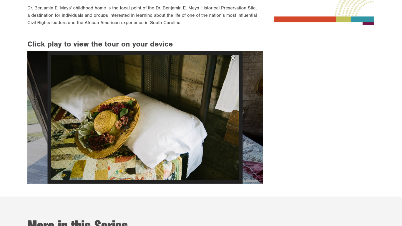 Dr. Benjamin E. Mays' childhood home is the focal point of the Dr. Benjamin E. Mays Historical Preservation Site,
a destination for individuals and groups interested in learning about the life of one of the nation's most influential
Civil Rights leaders and the African American experience in South Carolina.
Click play to view the tour on your device
More in this Series